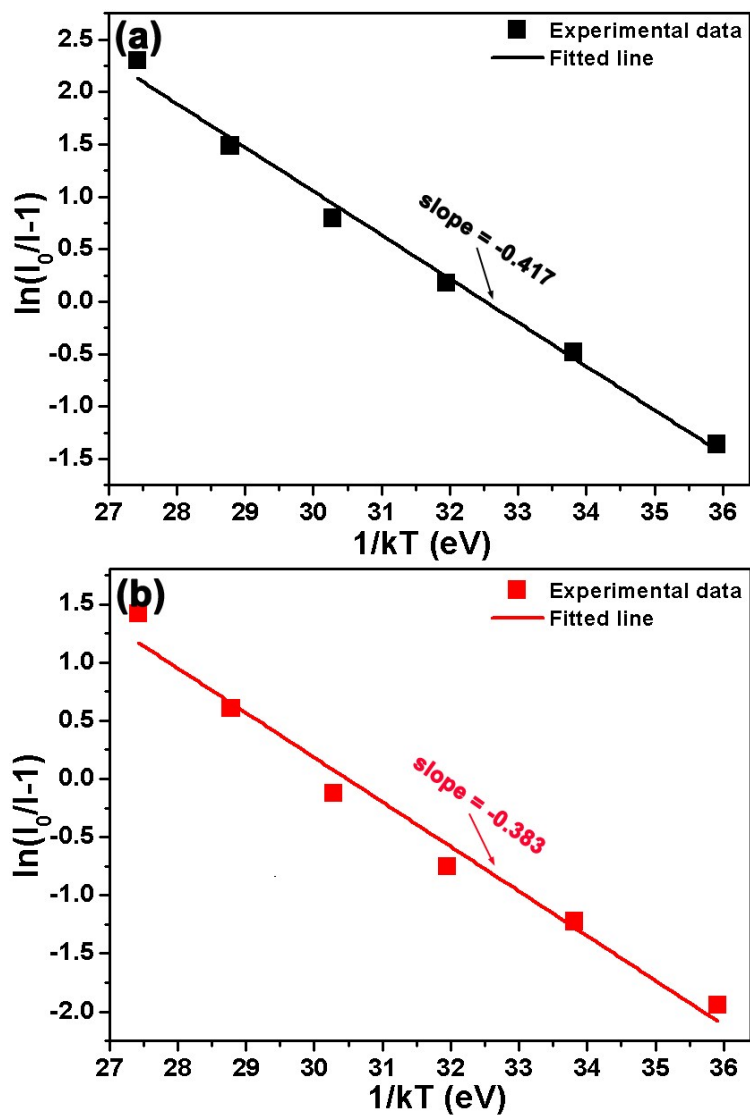 (a)
Experimental data
Fitted line
slope = -0.417
ln(I₀/I-1)
2.5
2.0
1.5
1.0
0.5
0.0
-0.5
-1.0
-1.5
27 28 29 30 31 32 33 34 35 36
1/kT (eV)
(b)
Experimental data
Fitted line
slope = -0.383
ln(I₀/I-1)
1.5
1.0
0.5
0.0
-0.5
-1.0
-1.5
-2.0
27 28 29 30 31 32 33 34 35 36
1/kT (eV)